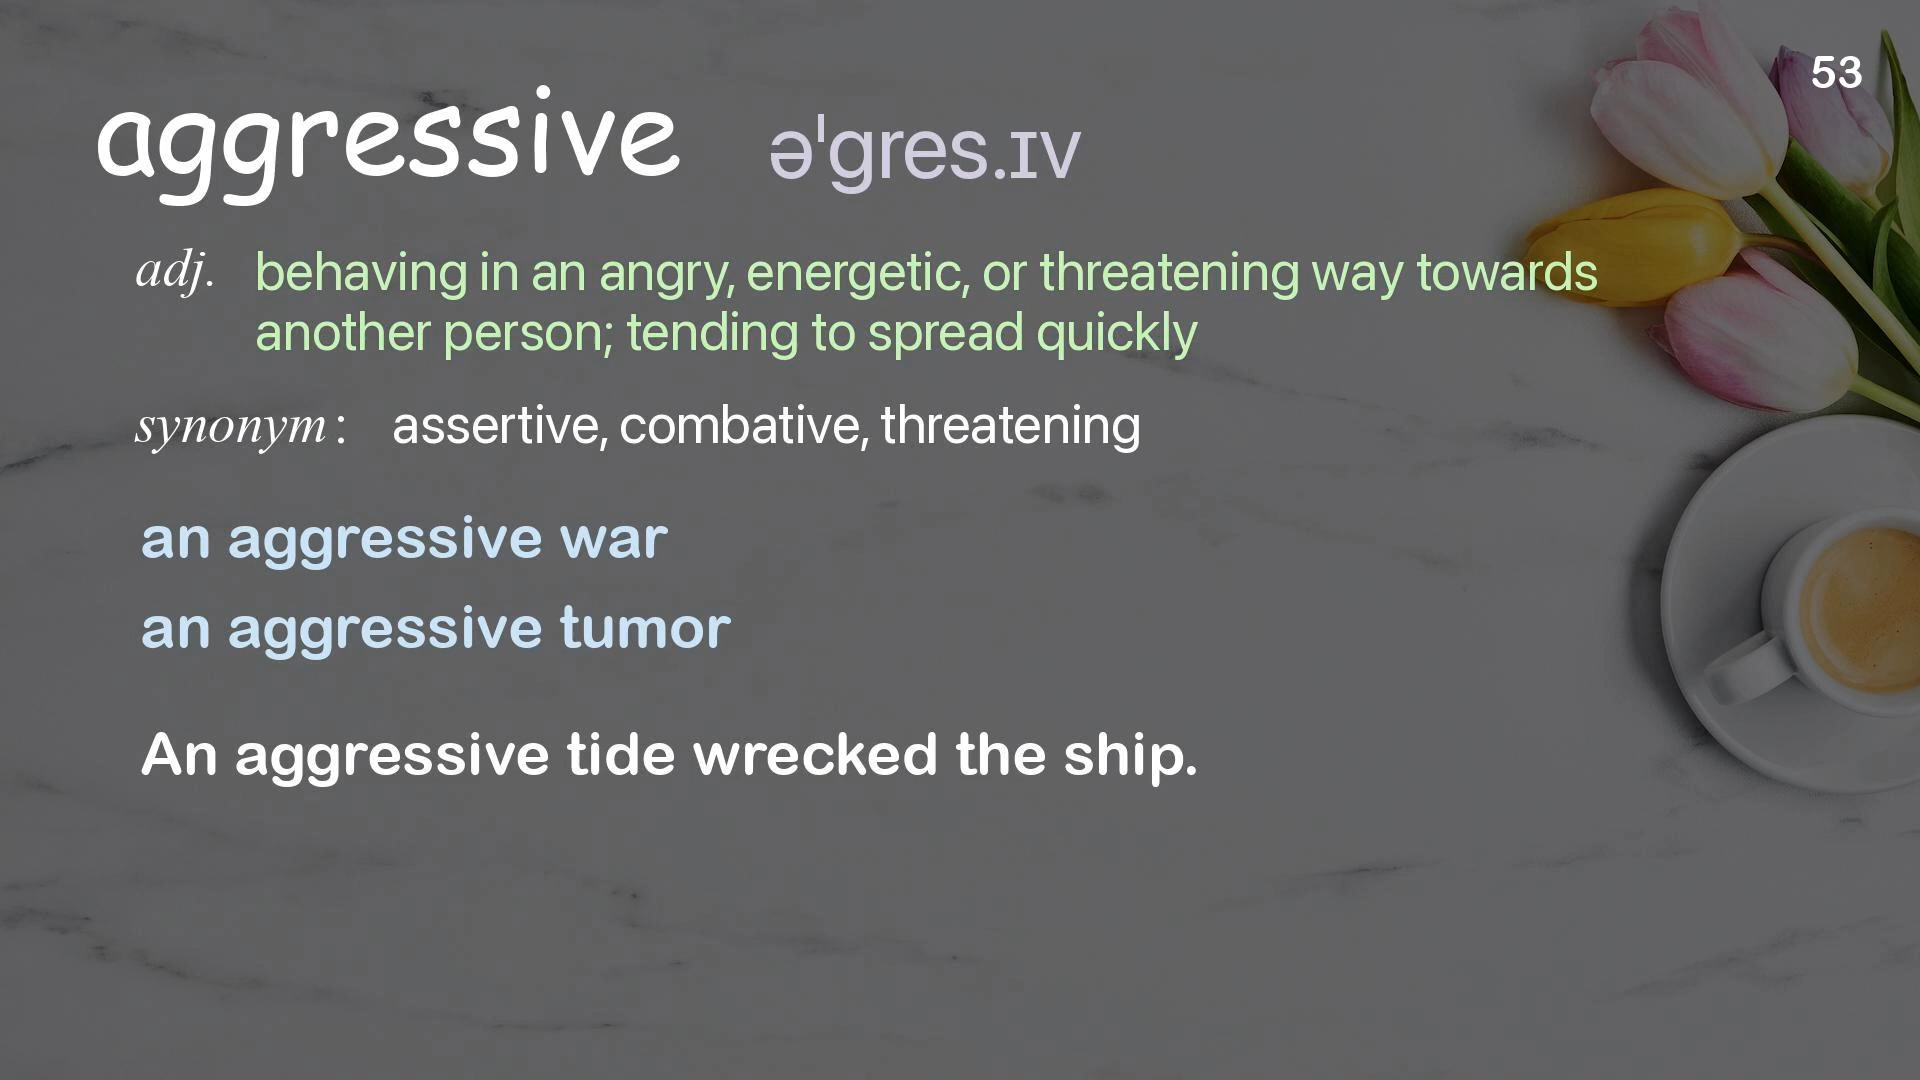 53
aggressive əˈgres.ɪv
adj. behaving in an angry, energetic, or threatening way towards
another person; tending to spread quickly
synonym: assertive, combative, threatening
an aggressive war
an aggressive tumor
An aggressive tide wrecked the ship.